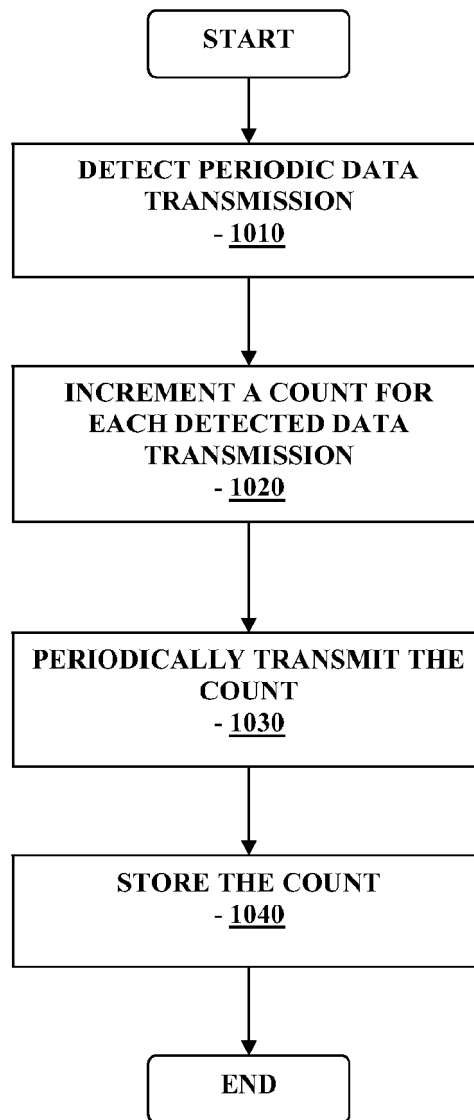 START
DETECT PERIODIC DATA
TRANSMISSION
- 1010
INCREMENT A COUNT FOR
EACH DETECTED DATA
TRANSMISSION
- 1020
PERIODICALLY TRANSMIT THE
COUNT
- 1030
STORE THE COUNT
- 1040
END